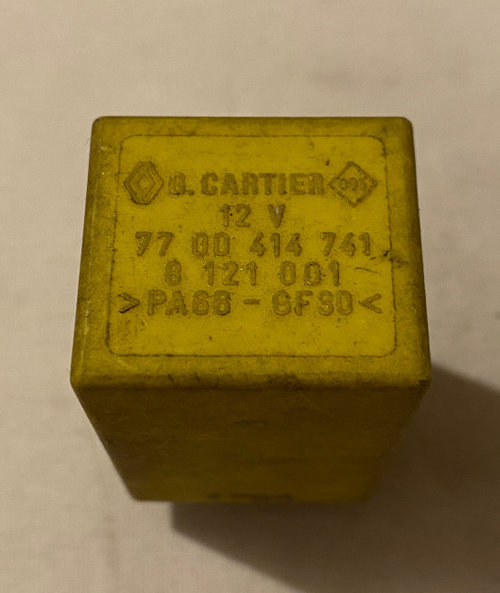 G. CARTIER
12 V
77 00 414 741
8 121 001
>PA66 - GF30<